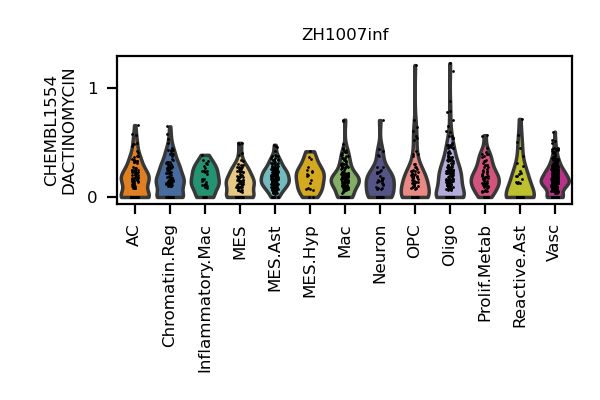 ZH1007inf
CHEMBL1554
DACTINOMYCIN
1
0
AC
Chromatin.Reg
Inflammatory.Mac
MES
MES.Ast
MES.Hyp
Mac
Neuron
OPC
Oligo
Prolif.Metab
Reactive.Ast
Vasc